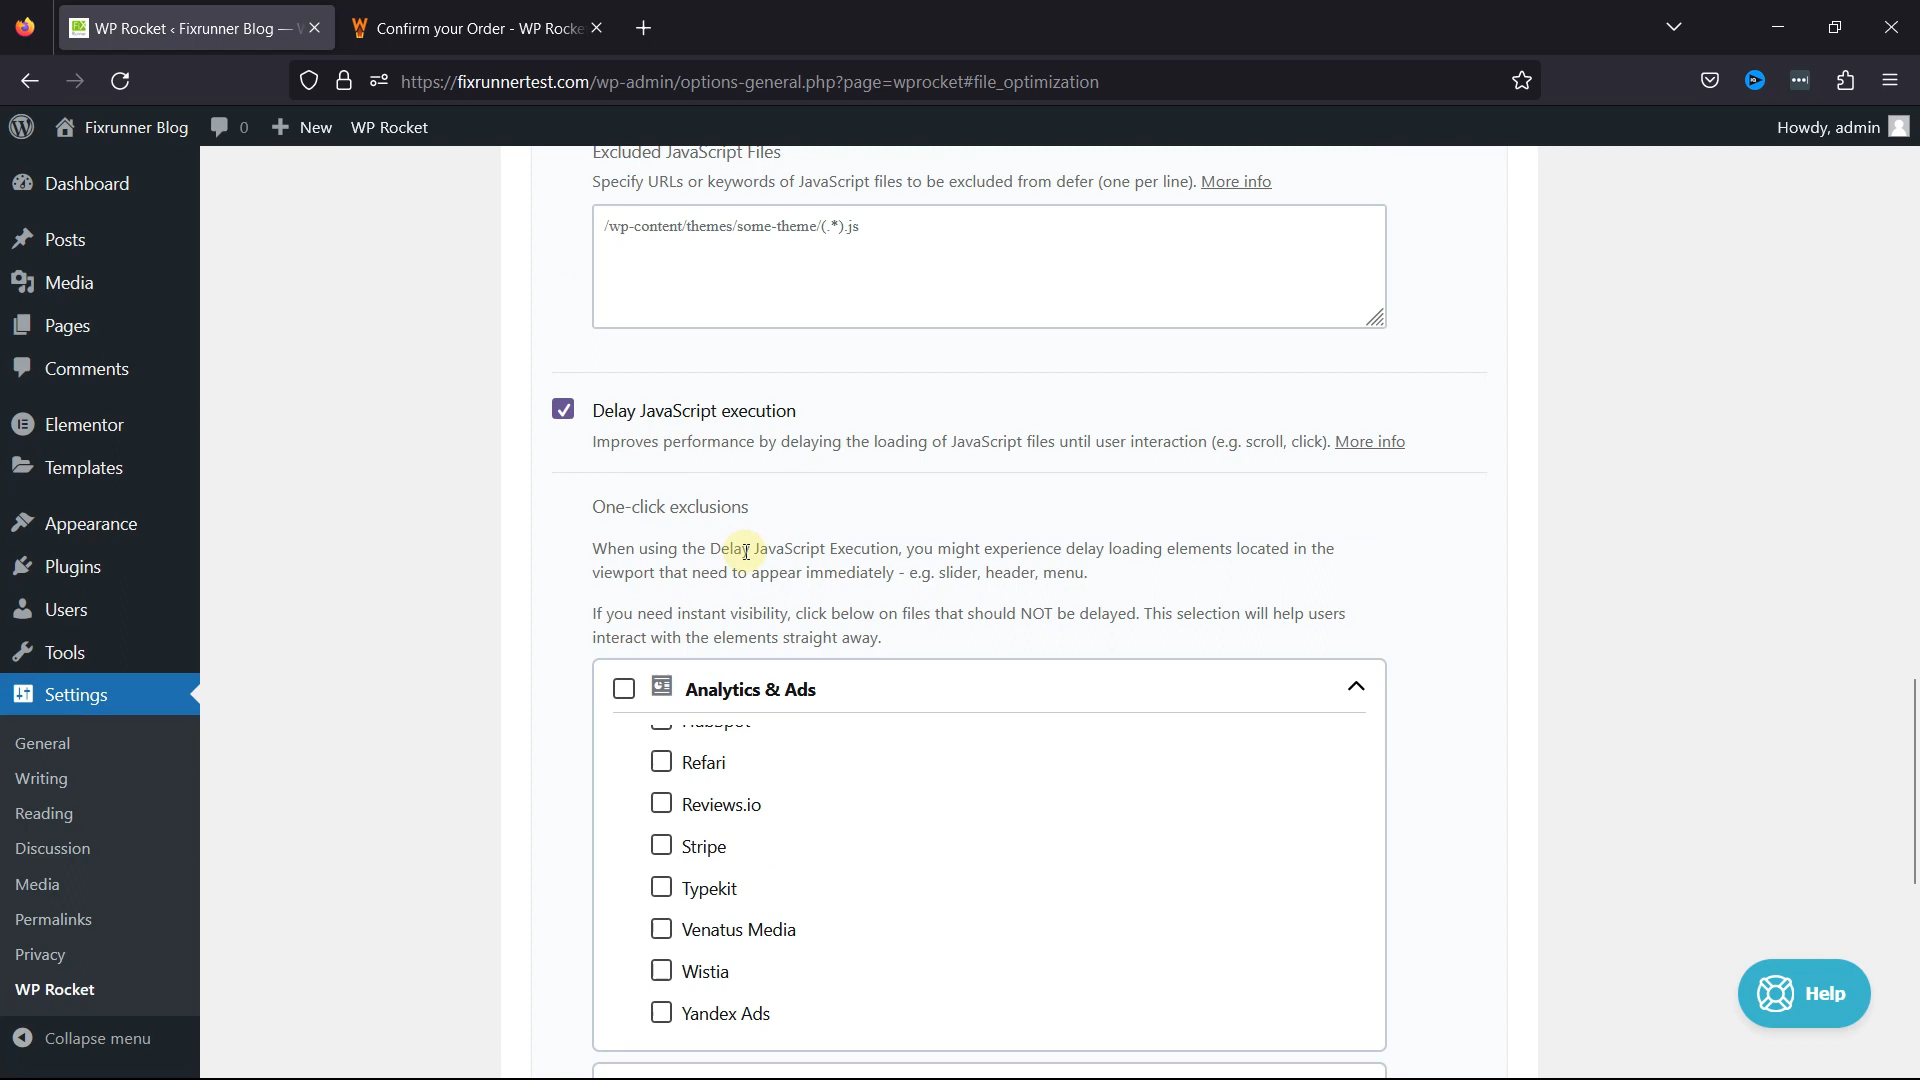 WP Rocket ‹ Fixrunner Blog —
Confirm your Order - WP Rocke
https://fixrunnertest.com/wp-admin/options-general.php?page=wprocket#file_optimization
Fixrunner Blog
0
New
WP Rocket
Howdy, admin
Dashboard
Posts
Media
Pages
Comments
Elementor
Templates
Appearance
Plugins
Users
Tools
Settings
General
Writing
Reading
Discussion
Media
Permalinks
Privacy
WP Rocket
Collapse menu
Excluded JavaScript Files
Specify URLs or keywords of JavaScript files to be excluded from defer (one per line). More info
/wp-content/themes/some-theme/(.*).js
Delay JavaScript execution
Improves performance by delaying the loading of JavaScript files until user interaction (e.g. scroll, click). More info
One-click exclusions
When using the Delay JavaScript Execution, you might experience delay loading elements located in the
viewport that need to appear immediately - e.g. slider, header, menu.
If you need instant visibility, click below on files that should NOT be delayed. This selection will help users
interact with the elements straight away.
Analytics & Ads
HubSpot
Refari
Reviews.io
Stripe
Typekit
Venatus Media
Wistia
Yandex Ads
Help